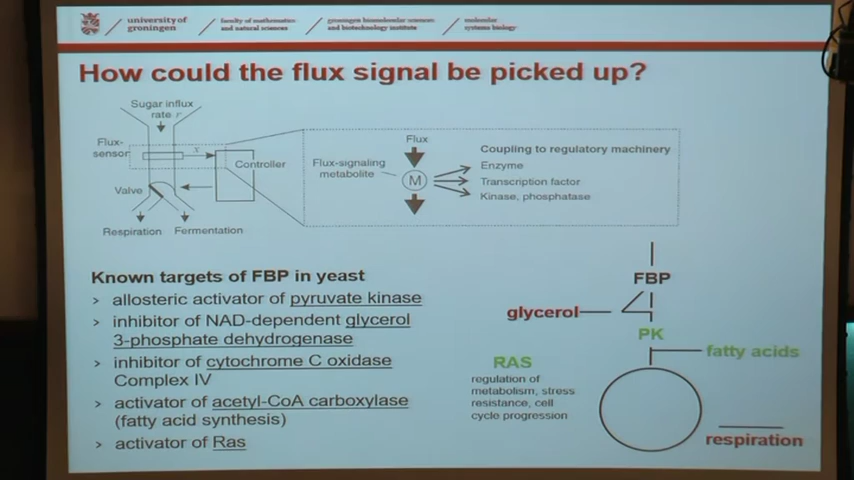 university of
groningen
faculty of mathematics
and natural sciences
groningen biomolecular sciences
and biotechnology institute
molecular
systems biology
How could the flux signal be picked up?
Sugar influx
rate r
Flux-
sensor
x
Controller
Valve
Respiration
Fermentation
Flux
Flux-signaling
metabolite
M
Coupling to regulatory machinery
Enzyme
Transcription factor
Kinase, phosphatase
Known targets of FBP in yeast
> allosteric activator of pyruvate kinase
> inhibitor of NAD-dependent glycerol
3-phosphate dehydrogenase
> inhibitor of cytochrome C oxidase
Complex IV
> activator of acetyl-CoA carboxylase
(fatty acid synthesis)
> activator of Ras
FBP
glycerol
PK
fatty acids
RAS
regulation of
metabolism, stress
resistance, cell
cycle progression
respiration